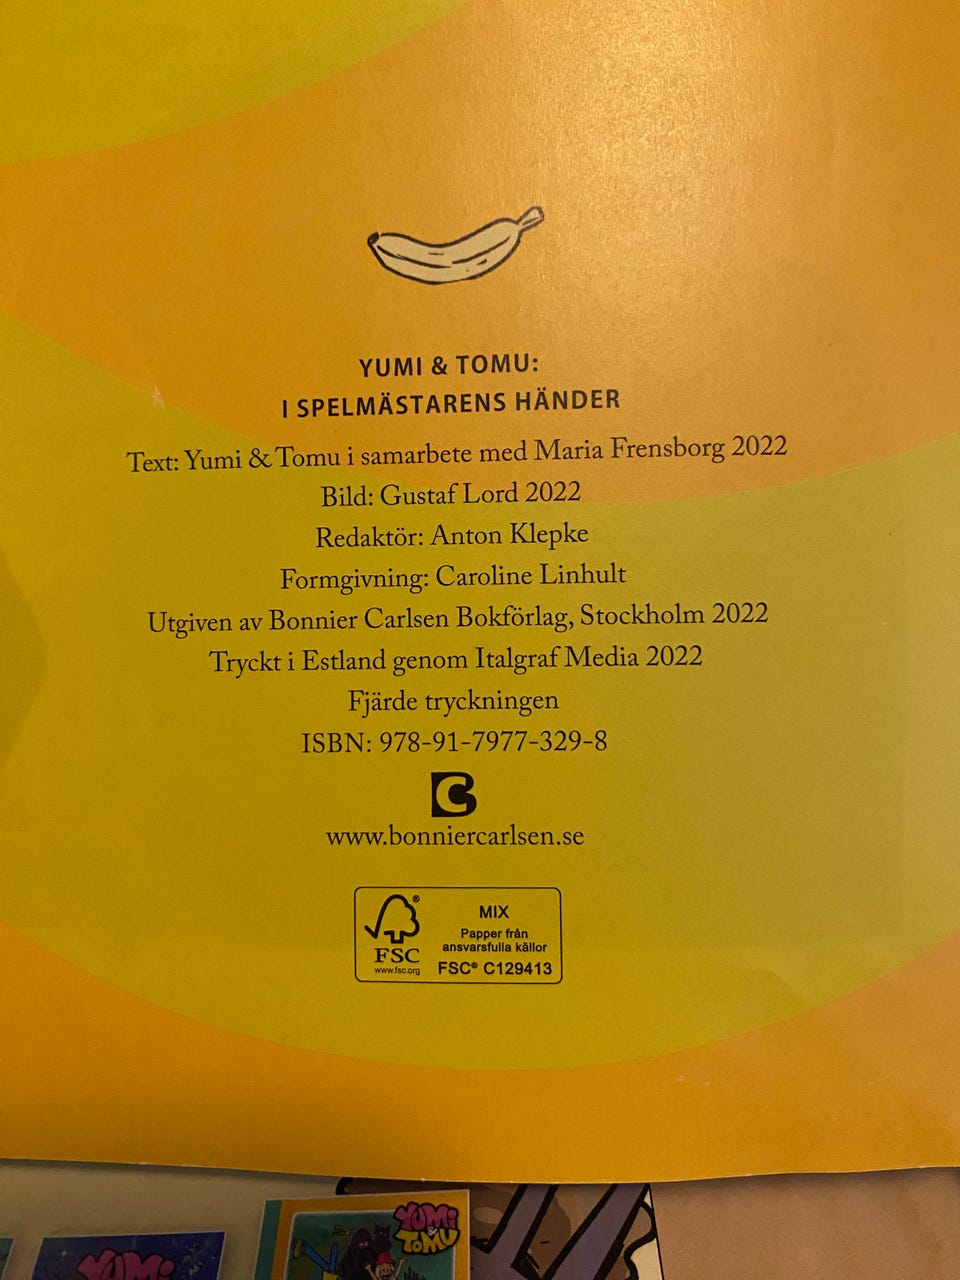 YUMI & TOMU:
I SPELMÄSTARENS HÄNDER
Text: Yumi & Tomu i samarbete med Maria Frensborg 2022
Bild: Gustaf Lord 2022
Redaktör: Anton Klepke
Formgivning: Caroline Linhult
Utgiven av Bonnier Carlsen Bokförlag, Stockholm 2022
Tryckt i Estland genom Italgraf Media 2022
Fjärde tryckningen
ISBN: 978-91-7977-329-8
C
www.bonniercarlsen.se
FSC®
www.fsc.org
MIX
Papper från
ansvarsfulla källor
FSC® C129413
YUMI
YUMI
&
TOMU